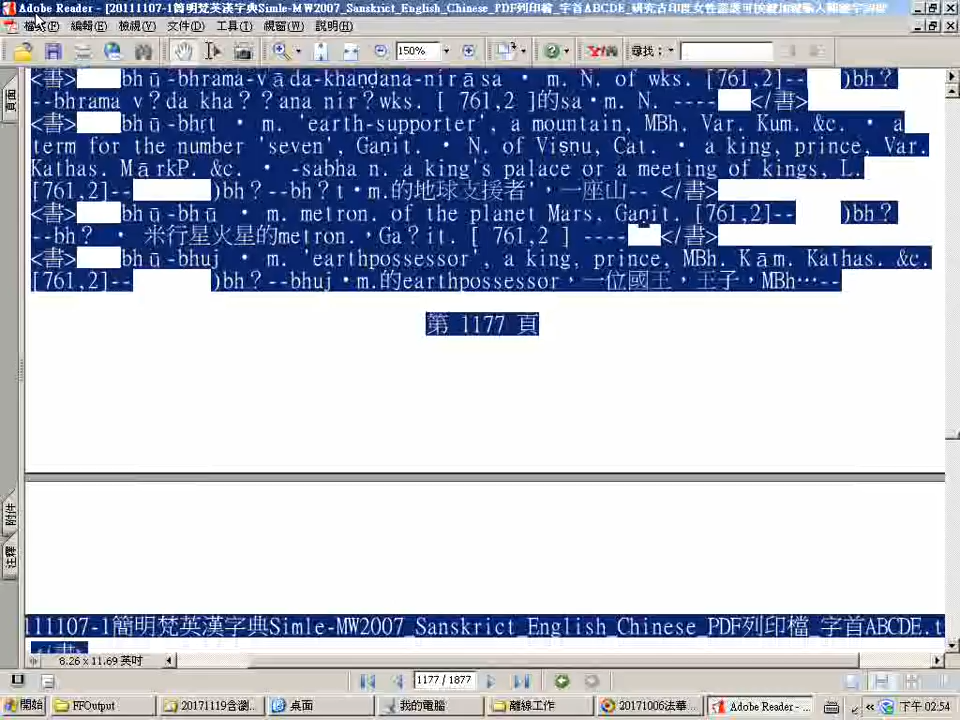 Adobe Reader - [20111107-1簡明梵英漢字典Simle-MW2007_Sanskrict_English_Chinese_PDF列印檔_字首ABCDE_研究古印度女性
檔案(F) 編輯(E) 檢視(V) 文件(D) 工具(T) 視窗(W) 說明(H)
150% 尋找:
頁面
<書> bhū-bhrama-vāda-khaṇḍana-nirāsa · m. N. of wks. [761,2]-- )bh?
--bhrama v?da kha??ana nir?wks. [ 761,2 ]的sa·m. N. ---- </書>
<書> bhū-bhṛt · m. 'earth-supporter', a mountain, MBh. Var. Kum. &c. · a
term for the number 'seven', Gaṇit. · N. of Viṣṇu, Cat. · a king, prince, Var.
Kathas. MārkP. &c. · -sabha n. a king's palace or a meeting of kings, L.
[761,2]-- )bh?--bh?t·m.的地球支援者',一座山-- </書>
<書> bhū-bhū · m. metron. of the planet Mars, Gaṇit. [761,2]-- )bh?
--bh? · 米行星火星的metron.,Ga?it. [ 761,2 ] ---- </書>
<書> bhū-bhuj · m. 'earthpossessor', a king, prince, MBh. Kām. Kathas. &c.
[761,2]-- )bh?--bhuj·m.的earthpossessor,一位國王,王子,MBh…--
第 1177 頁
附件
注釋
111107-1簡明梵英漢字典Simle-MW2007_Sanskrict_English_Chinese_PDF列印檔_字首ABCDE.t
8.26 x 11.69 英吋
1177 / 1877
開始 FFOutput 20171119含瀏... 桌面 我的電腦 離線工作 20171006法華... Adobe Reader - ... 下午 02:54